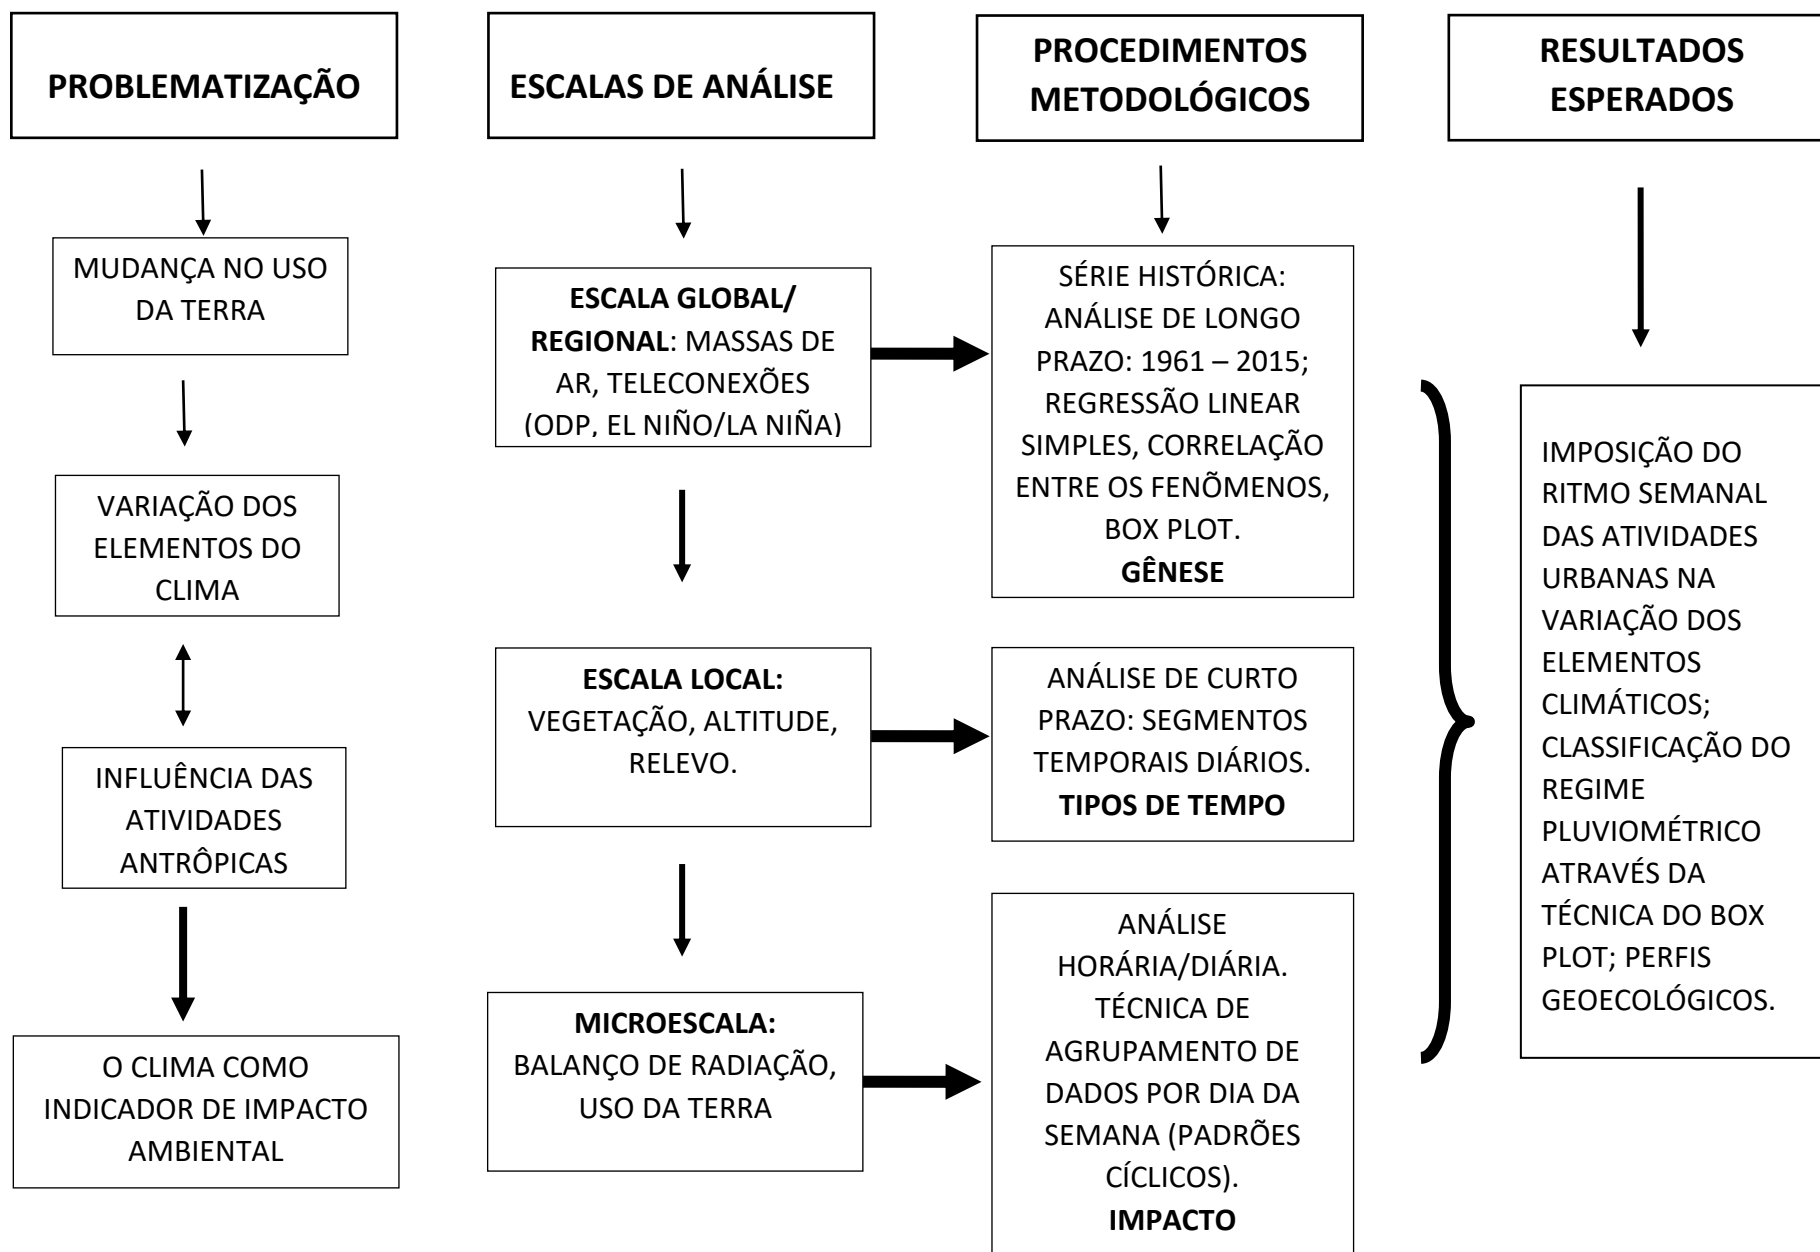 PROBLEMATIZAÇÃO
MUDANÇA NO USO
DA TERRA
VARIAÇÃO DOS
ELEMENTOS DO
CLIMA
INFLUÊNCIA DAS
ATIVIDADES
ANTRÔPICAS
O CLIMA COMO
INDICADOR DE IMPACTO
AMBIENTAL
ESCALAS DE ANÁLISE
ESCALA GLOBAL/
REGIONAL: MASSAS DE
AR, TELECONEXÕES
(ODP, EL NIÑO/LA NIÑA)
ESCALA LOCAL:
VEGETAÇÃO, ALTITUDE,
RELEVO.
MICROESCALA:
BALANÇO DE RADIAÇÃO,
USO DA TERRA
PROCEDIMENTOS
METODOLÓGICOS
SÉRIE HISTÓRICA:
ANÁLISE DE LONGO
PRAZO: 1961 – 2015;
REGRESSÃO LINEAR
SIMPLES, CORRELAÇÃO
ENTRE OS FENÕMENOS,
BOX PLOT.
GÊNESE
ANÁLISE DE CURTO
PRAZO: SEGMENTOS
TEMPORAIS DIÁRIOS.
TIPOS DE TEMPO
ANÁLISE
HORÁRIA/DIÁRIA.
TÉCNICA DE
AGRUPAMENTO DE
DADOS POR DIA DA
SEMANA (PADRÕES
CÍCLICOS).
IMPACTO
RESULTADOS
ESPERADOS
IMPOSIÇÃO DO
RITMO SEMANAL
DAS ATIVIDADES
URBANAS NA
VARIAÇÃO DOS
ELEMENTOS
CLIMÁTICOS;
CLASSIFICAÇÃO DO
REGIME
PLUVIOMÉTRICO
ATRAVÉS DA
TÉCNICA DO BOX
PLOT; PERFIS
GEOECOLÓGICOS.